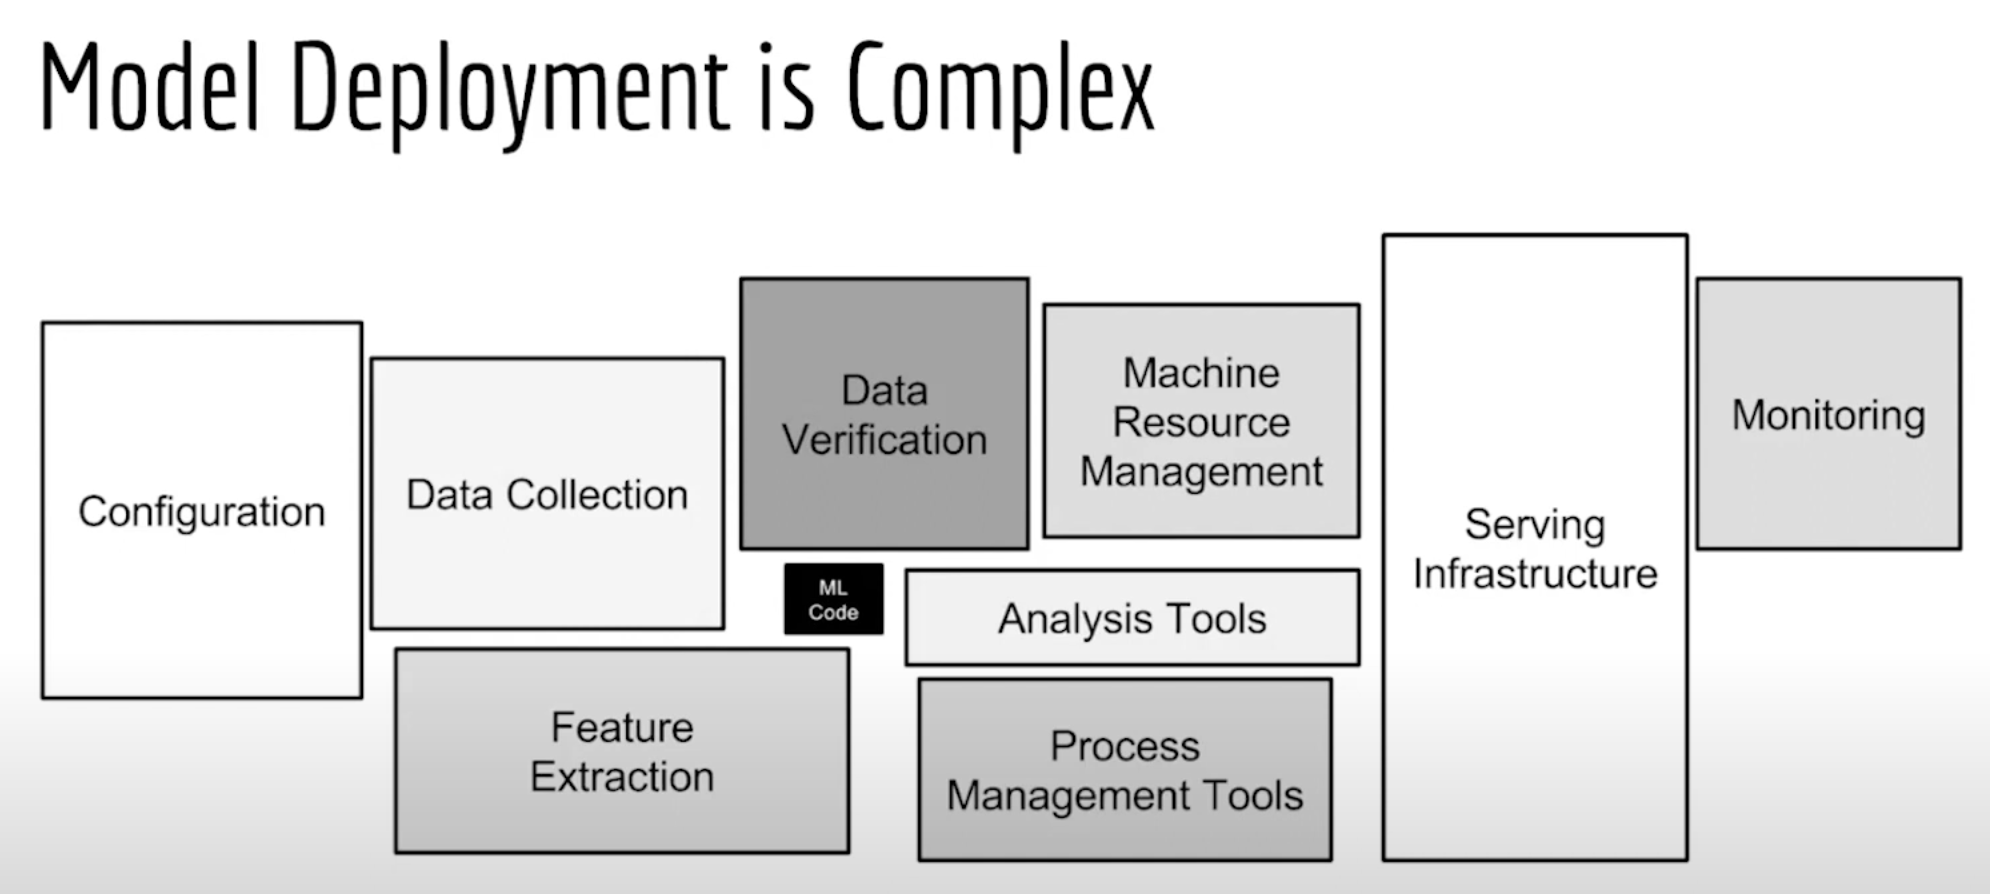 Model Deployment is Complex
Configuration
Data Collection
Data
Verification
Machine
Resource
Management
Serving
Infrastructure
Monitoring
ML
Code
Analysis Tools
Feature
Extraction
Process
Management Tools